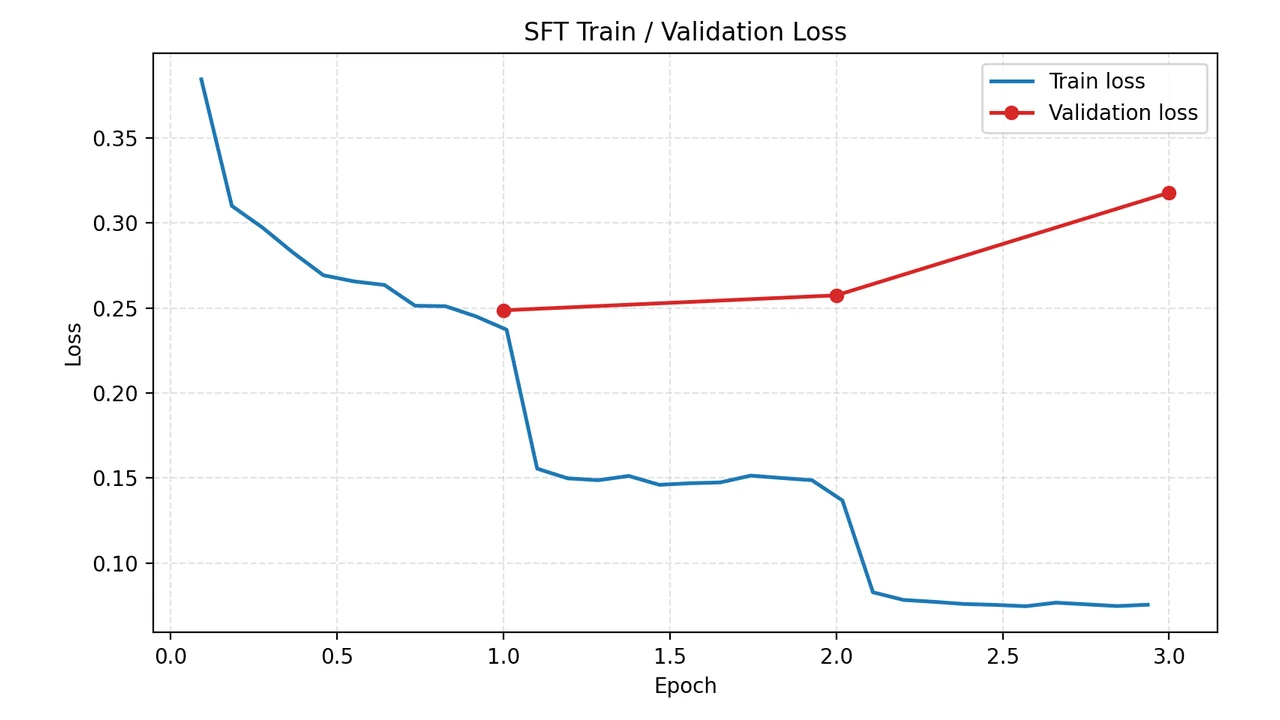 SFT Train / Validation Loss
Train loss
Validation loss
0.35
0.30
0.25
0.20
0.15
0.10
Loss
0.0 0.5 1.0 1.5 2.0 2.5 3.0
Epoch